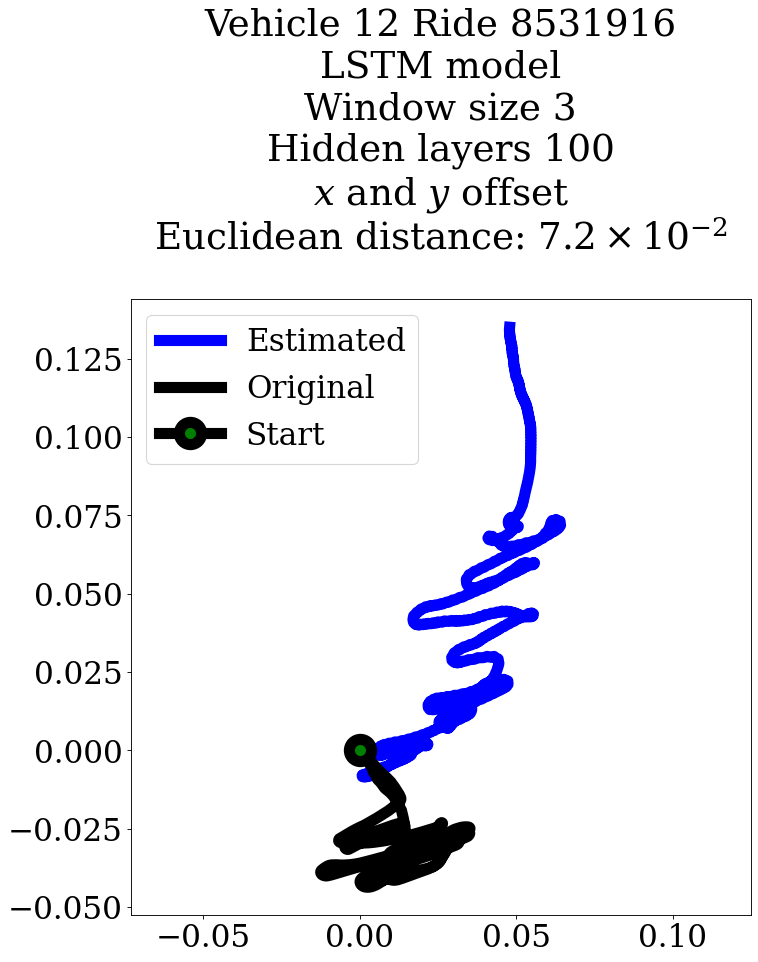 Vehicle 12 Ride 8531916
LSTM model
Window size 3
Hidden layers 100
x and y offset
Euclidean distance: 7.2 × 10⁻²
Estimated
Original
Start
0.125
0.100
0.075
0.050
0.025
0.000
−0.025
−0.050
−0.05 0.00 0.05 0.10